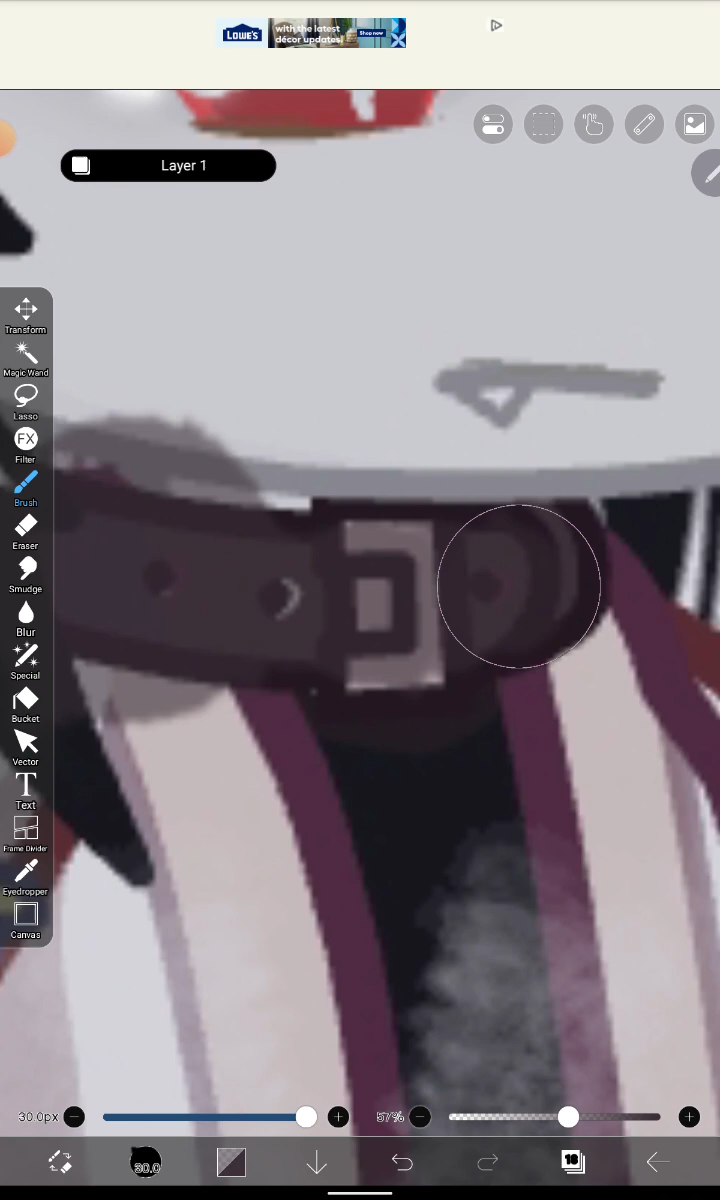 LOWE'S
with the latest
décor updates!
Shop now
Layer 1
Transform
Magic Wand
Lasso
FX
Filter
Brush
Eraser
Smudge
Blur
Special
Bucket
Vector
T
Text
Frame Divider
Eyedropper
Canvas
30.0px
57%
30.0
16